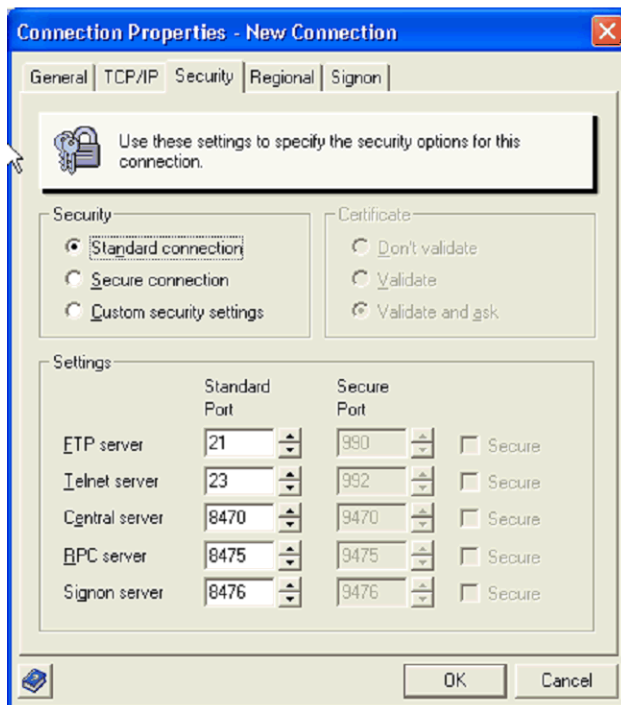 Connection Properties - New Connection
General TCP/IP Security Regional Signon
Use these settings to specify the security options for this
connection.
Security
Certificate
Standard connection
Don't validate
Secure connection
Validate
Custom security settings
Validate and ask
Settings
Standard Secure
Port Port
FTP server 21 990 Secure
Telnet server 23 992 Secure
Central server 8470 9470 Secure
RPC server 8475 9475 Secure
Signon server 8476 9476 Secure
OK Cancel